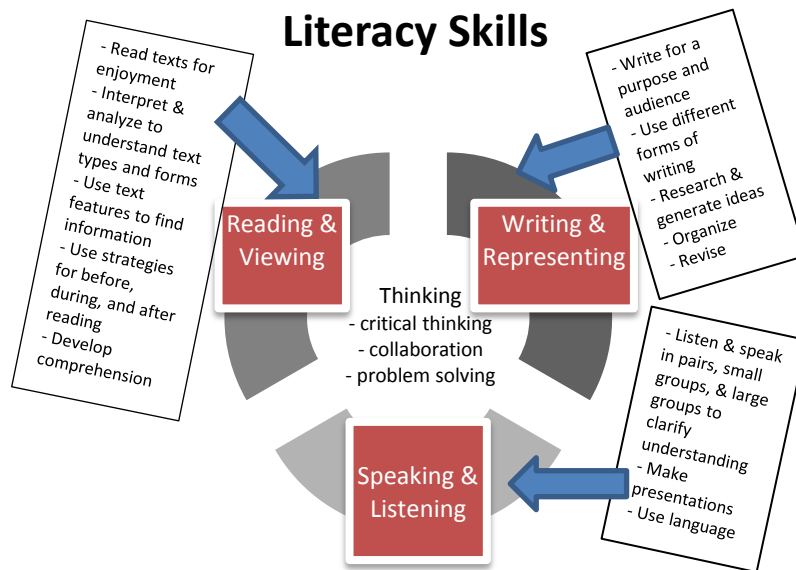 Literacy Skills
- Read texts for
enjoyment
- Interpret &
analyze to
understand text
types and forms
- Use text
features to find
information
- Use strategies
for before,
during, and after
reading
- Develop
comprehension
- Write for a
purpose and
audience
- Use different
forms of
writing
- Research &
generate ideas
- Organize
- Revise
Reading &
Viewing
Writing &
Representing
Thinking
- critical thinking
- collaboration
- problem solving
- Listen & speak
in pairs, small
groups, & large
groups to
clarify
understanding
- Make
presentations
- Use language
Speaking &
Listening